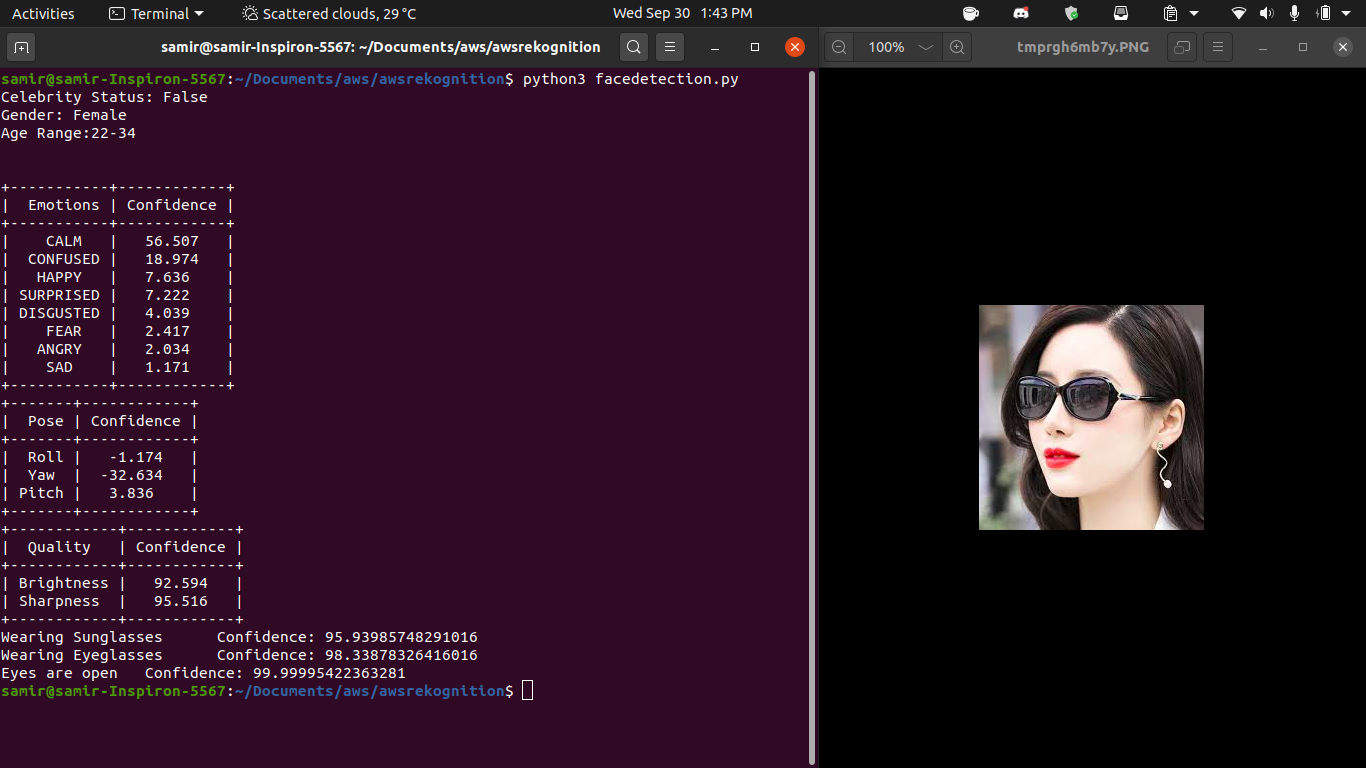 Activities Terminal Scattered clouds, 29 °C Wed Sep 30 1:43 PM
samir@samir-Inspiron-5567: ~/Documents/aws/awsrekognition
100% tmprgh6mb7y.PNG
samir@samir-Inspiron-5567:~/Documents/aws/awsrekognition$ python3 facedetection.py
Celebrity Status: False
Gender: Female
Age Range:22-34
+-----------+------------+
|  Emotions | Confidence |
+-----------+------------+
|    CALM   |   56.507   |
|  CONFUSED |   18.974   |
|   HAPPY   |   7.636    |
| SURPRISED |   7.222    |
| DISGUSTED |   4.039    |
|    FEAR   |   2.417    |
|   ANGRY   |   2.034    |
|    SAD    |   1.171    |
+-----------+------------+
+-------+------------+
|  Pose | Confidence |
+-------+------------+
|  Roll |   -1.174   |
|  Yaw  |  -32.634   |
| Pitch |   3.836    |
+-------+------------+
+------------+------------+
|  Quality   | Confidence |
+------------+------------+
| Brightness |   92.594   |
| Sharpness  |   95.516   |
+------------+------------+
Wearing Sunglasses      Confidence: 95.93985748291016
Wearing Eyeglasses      Confidence: 98.33878326416016
Eyes are open   Confidence: 99.99995422363281
samir@samir-Inspiron-5567:~/Documents/aws/awsrekognition$